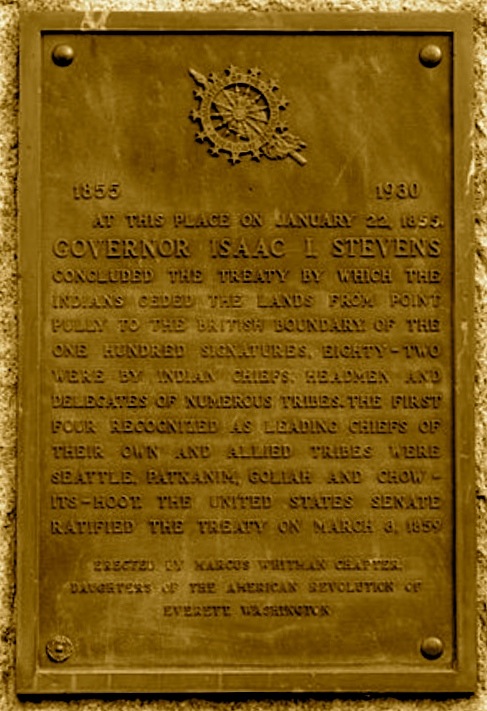 1855 1930
AT THIS PLACE ON JANUARY 22, 1855.
GOVERNOR ISAAC I. STEVENS
CONCLUDED THE TREATY BY WHICH THE
INDIANS CEDED THE LANDS FROM POINT
PULLY TO THE BRITISH BOUNDARY. OF THE
ONE HUNDRED SIGNATURES, EIGHTY-TWO
WERE BY INDIAN CHIEFS, HEADMEN AND
DELEGATES OF NUMEROUS TRIBES. THE FIRST
FOUR RECOGNIZED AS LEADING CHIEFS OF
THEIR OWN AND ALLIED TRIBES WERE
SEATTLE, PATKANIM, GOLIAH AND CHOW-
ITS-HOOT. THE UNITED STATES SENATE
RATIFIED THE TREATY ON MARCH 8, 1859
ERECTED BY MARCUS WHITMAN CHAPTER,
DAUGHTERS OF THE AMERICAN REVOLUTION OF
EVERETT, WASHINGTON